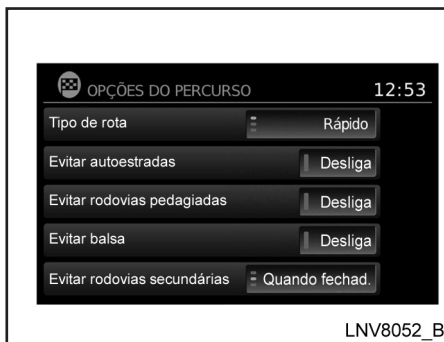 OPÇÕES DO PERCURSO 12:53
Tipo de rota Rápido
Evitar autoestradas Desliga
Evitar rodovias pedagiadas Desliga
Evitar balsa Desliga
Evitar rodovias secundárias Quando fechad.
LNV8052_B